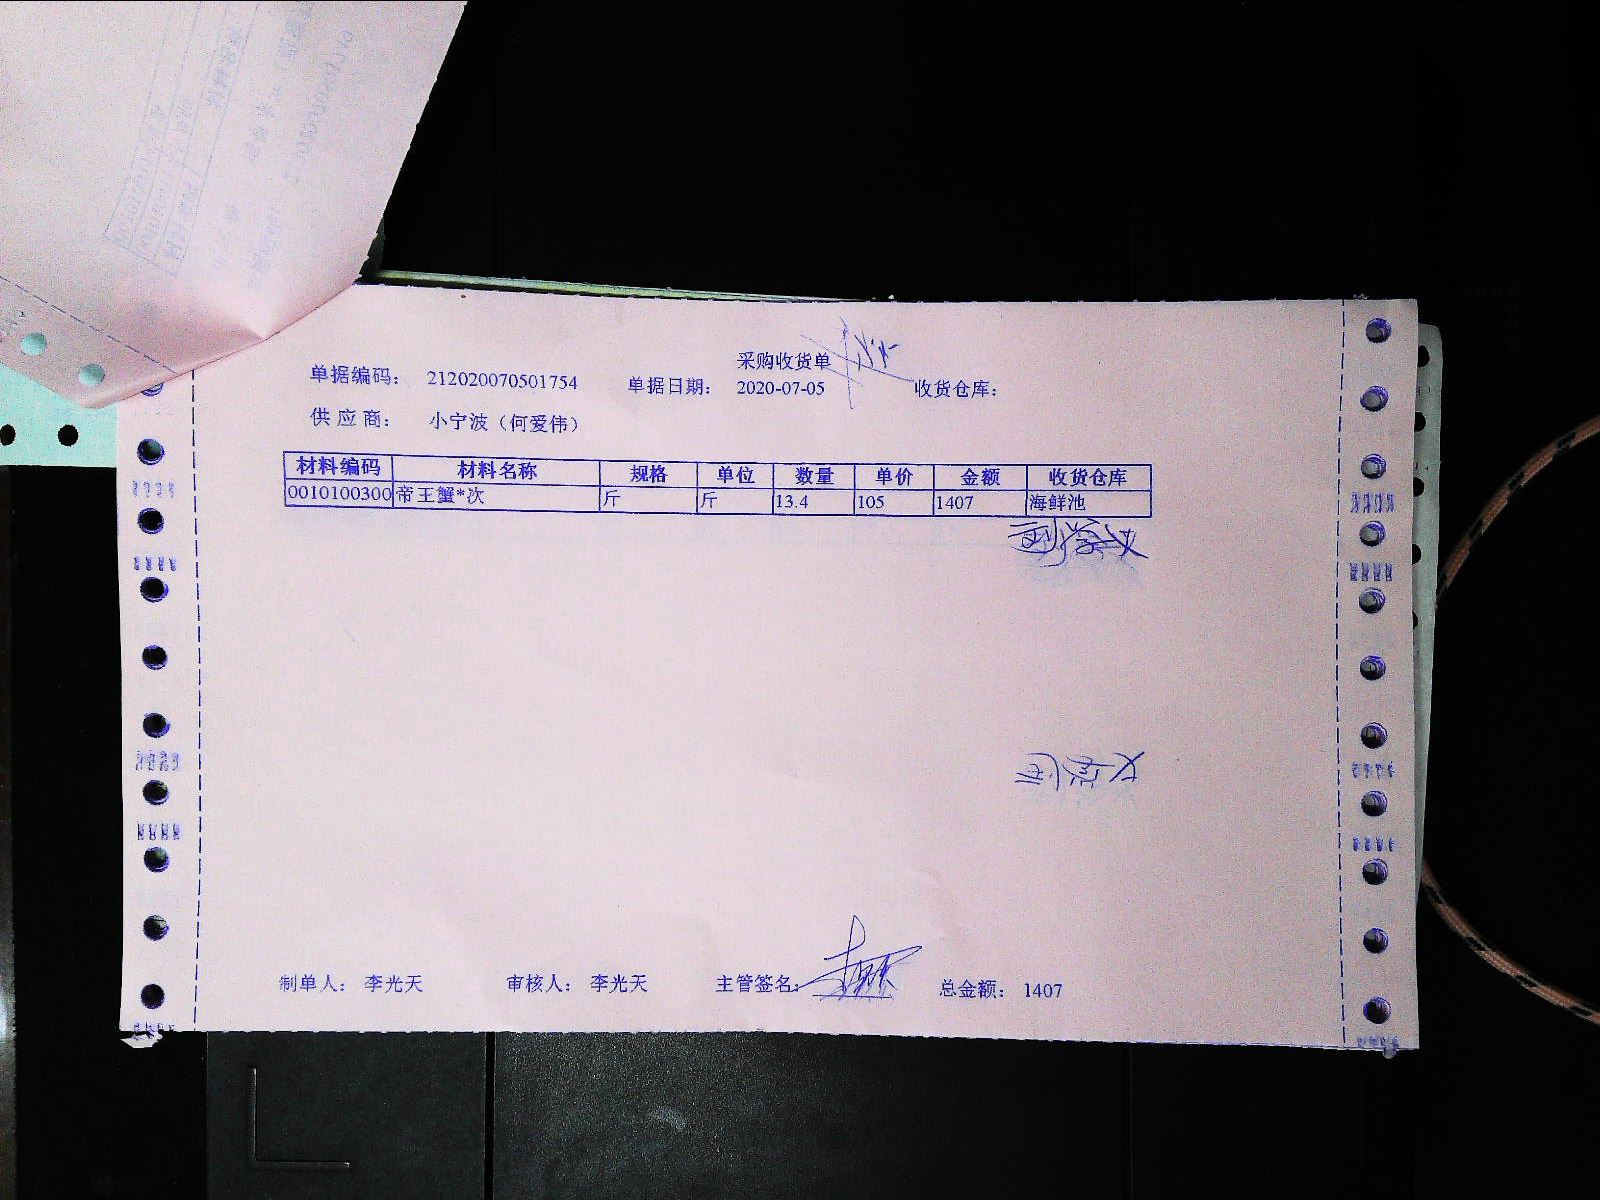 采购收货单
单据编码： 212020070501754 单据日期： 2020-07-05 收货仓库：
供 应 商： 小宁波（何爱伟）
材料编码 材料名称 规格 单位 数量 单价 金额 收货仓库
0010100300 帝王蟹*次 斤 斤 13.4 105 1407 海鲜池
制单人： 李光天 审核人： 李光天 主管签名： 总金额： 1407